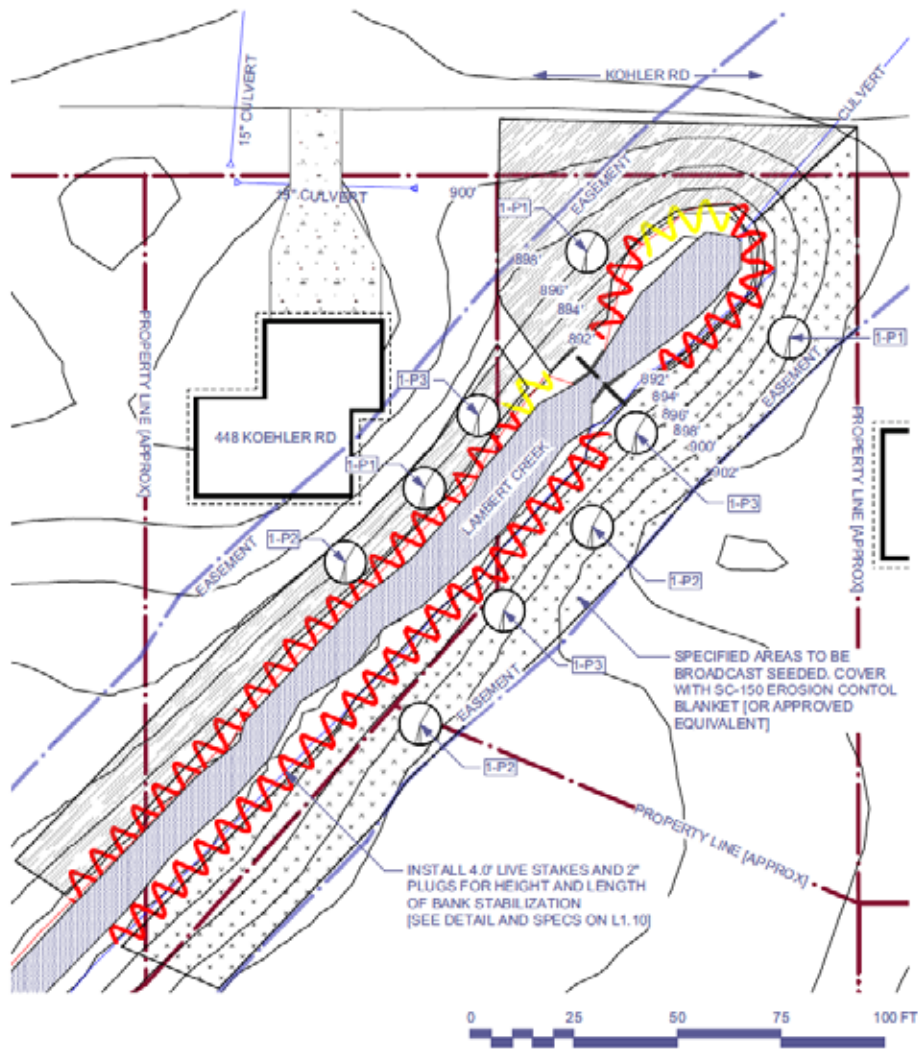 KOHLER RD
15" CULVERT
CULVERT
15" CULVERT
900'
1-P1
EASEMENT
898'
896'
894'
892'
1-P1
EASEMENT
892'
894'
896'
898'
900'
902'
1-P3
448 KOEHLER RD
PROPERTY LINE [APPROX]
PROPERTY LINE [APPROX]
1-P1
LAMBERT CREEK
1-P3
1-P2
EASEMENT
1-P2
1-P3
SPECIFIED AREAS TO BE
BROADCAST SEEDED. COVER
WITH SC-150 EROSION CONTOL
BLANKET [OR APPROVED
EQUIVALENT]
EASEMENT
1-P2
PROPERTY LINE [APPROX]
INSTALL 4.0' LIVE STAKES AND 2"
PLUGS FOR HEIGHT AND LENGTH
OF BANK STABILIZATION
[SEE DETAIL AND SPECS ON L1.10]
0 25 50 75 100 FT